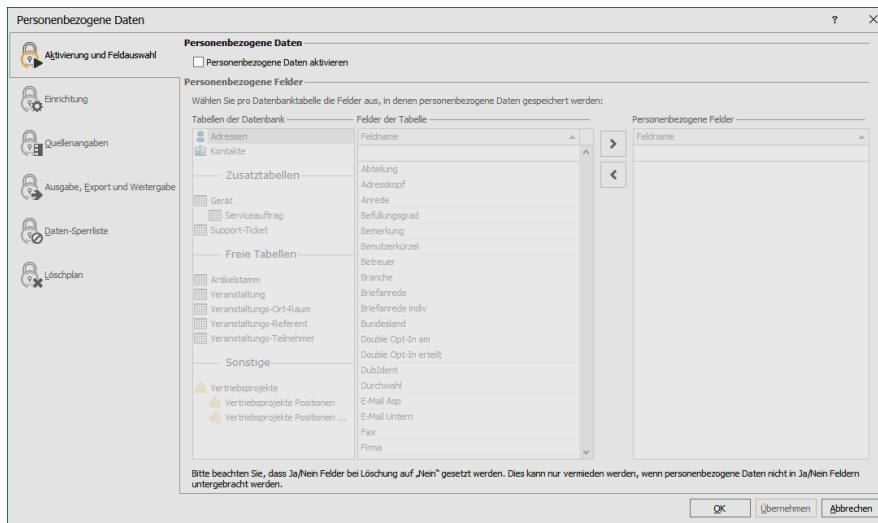 Personenbezogene Daten
?
Aktivierung und Feldauswahl
Einrichtung
Quellenangaben
Ausgabe, Export und Weitergabe
Daten-Sperrliste
Löschplan
Personenbezogene Daten
Personenbezogene Daten aktivieren
Personenbezogene Felder
Wählen Sie pro Datenbanktabelle die Felder aus, in denen personenbezogene Daten gespeichert werden:
Tabellen der Datenbank
Adressen
Kontakte
Zusatztabellen
Gerät
Serviceauftrag
Support-Ticket
Freie Tabellen
Artikelstamm
Veranstaltung
Veranstaltungs-Ort-Raum
Veranstaltungs-Referent
Veranstaltungs-Teilnehmer
Sonstige
Vertriebsprojekte
Vertriebsprojekte Positionen
Vertriebsprojekte Positionen ...
Felder der Tabelle
Feldname
Abteilung
Adresskopf
Anrede
Befüllungsgrad
Bemerkung
Benutzerkürzel
Betreuer
Branche
Briefanrede
Briefanrede indiv
Bundesland
Double Opt-In am
Double Opt-In erteilt
DubIdent
Durchwahl
E-Mail Asp
E-Mail Untern
Fax
Firma
Personenbezogene Felder
Feldname
Bitte beachten Sie, dass Ja/Nein Felder bei Löschung auf „Nein" gesetzt werden. Dies kann nur vermieden werden, wenn personenbezogene Daten nicht in Ja/Nein Feldern
untergebracht werden.
OK
Übernehmen
Abbrechen